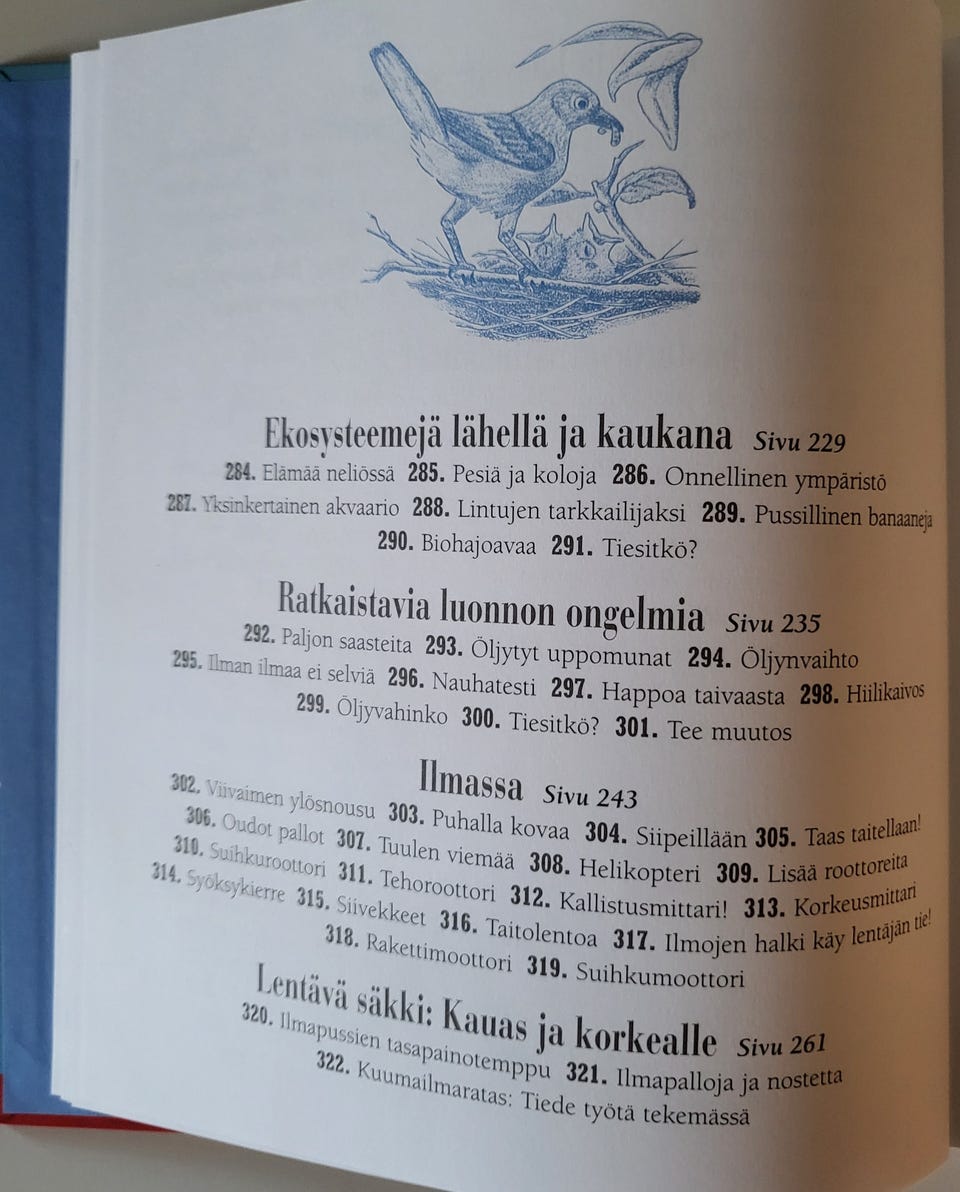 Ekosysteemejä lähellä ja kaukana Sivu 229
284. Elämää neliössä 285. Pesiä ja koloja 286. Onnellinen ympäristö
287. Yksinkertainen akvaario 288. Lintujen tarkkailijaksi 289. Pussillinen banaaneja
290. Biohajoavaa 291. Tiesitkö?
Ratkaistavia luonnon ongelmia Sivu 235
292. Paljon saasteita 293. Öljytyt uppomunat 294. Öljynvaihto
295. Ilman ilmaa ei selviä 296. Nauhatesti 297. Happoa taivaasta 298. Hiilikaivos
299. Öljyvahinko 300. Tiesitkö? 301. Tee muutos
Ilmassa Sivu 243
302. Viivaimen ylösnousu 303. Puhalla kovaa 304. Siipeillään 305. Taas taitellaan!
306. Oudot pallot 307. Tuulen viemää 308. Helikopteri 309. Lisää roottoreita
310. Suihkuroottori 311. Tehoroottori 312. Kallistusmittari! 313. Korkeusmittari
314. Syöksykierre 315. Siivekkeet 316. Taitolentoa 317. Ilmojen halki käy lentäjän tie!
318. Rakettimoottori 319. Suihkumoottori
Lentävä säkki: Kauas ja korkealle Sivu 261
320. Ilmapussien tasapainotemppu 321. Ilmapalloja ja nostetta
322. Kuumailmaratas: Tiede työtä tekemässä